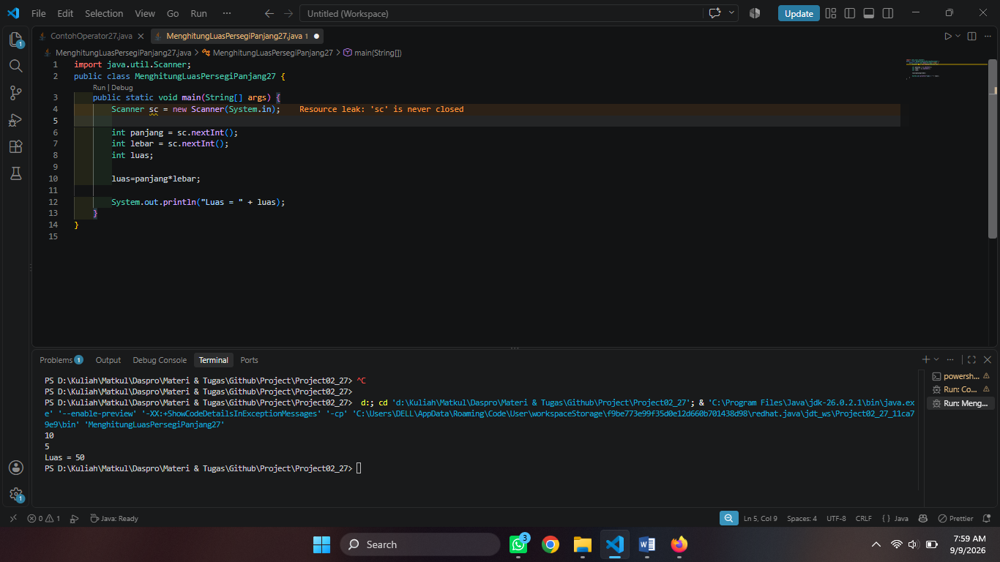 File Edit Selection View Go Run ··· Untitled (Workspace) Update
ContohOperator27.java MenghitungLuasPersegiPanjang27.java 1
MenghitungLuasPersegiPanjang27.java > MenghitungLuasPersegiPanjang27 > main(String[])
1 import java.util.Scanner;
2 public class MenghitungLuasPersegiPanjang27 {
Run | Debug
3 public static void main(String[] args) {
4 Scanner sc = new Scanner(System.in); Resource leak: 'sc' is never closed
5
6 int panjang = sc.nextInt();
7 int lebar = sc.nextInt();
8 int luas;
9
10 luas=panjang*lebar;
11
12 System.out.println("Luas = " + luas);
13 }
14 }
15
Problems 1 Output Debug Console Terminal Ports
PS D:\Kuliah\Matkul\Daspro\Materi & Tugas\Github\Project\Project02_27> ^C
PS D:\Kuliah\Matkul\Daspro\Materi & Tugas\Github\Project\Project02_27>
PS D:\Kuliah\Matkul\Daspro\Materi & Tugas\Github\Project\Project02_27> d:; cd 'd:\Kuliah\Matkul\Daspro\Materi & Tugas\Github\Project\Project02_27'; & 'C:\Program Files\Java\jdk-26.0.2.1\bin\java.ex
e' '--enable-preview' '-XX:+ShowCodeDetailsInExceptionMessages' '-cp' 'C:\Users\DELL\AppData\Roaming\Code\User\workspaceStorage\f9be773e99f35d0e12d660b701438d98\redhat.java\jdt_ws\Project02_27_11ca7
9e9\bin' 'MenghitungLuasPersegiPanjang27'
10
5
Luas = 50
PS D:\Kuliah\Matkul\Daspro\Materi & Tugas\Github\Project\Project02_27>
powersh...
Run: Co...
Run: Meng...
1
1
0 1 Java: Ready Ln 5, Col 9 Spaces: 4 UTF-8 CRLF {} Java Prettier
Search 3 7:59 AM
9/9/2026